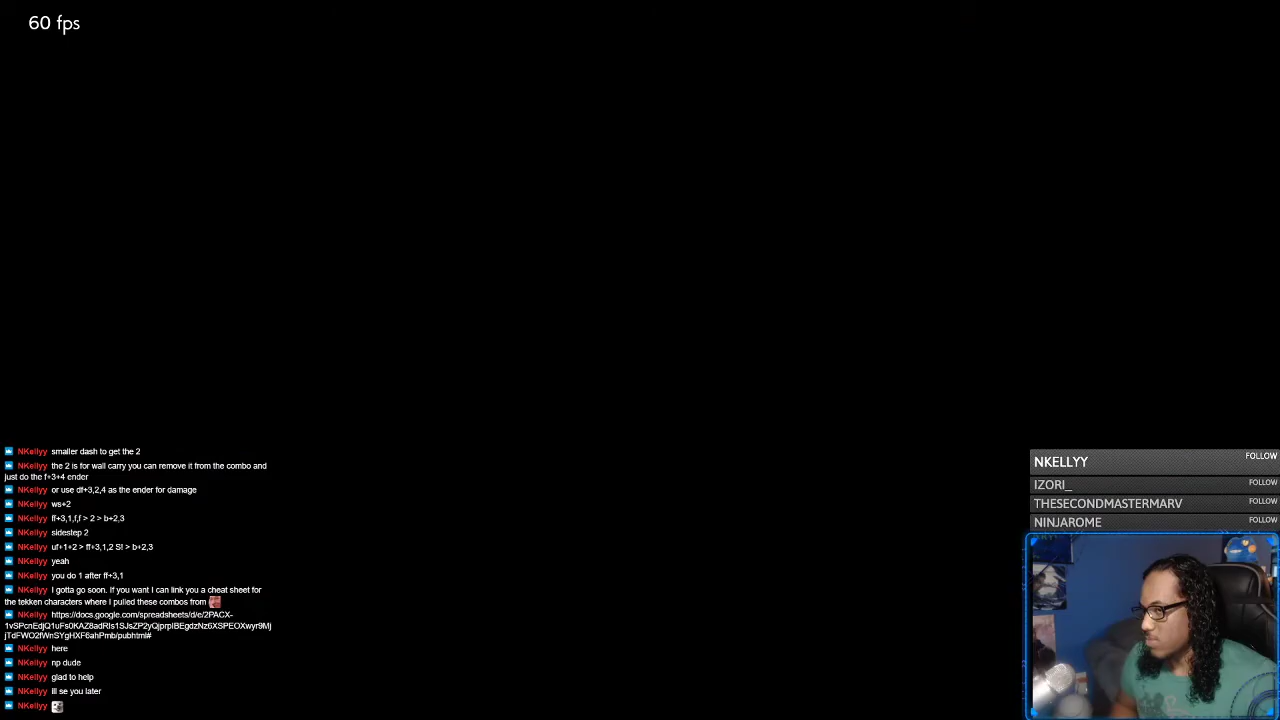 60 fps
NKellyy smaller dash to get the 2
NKellyy the 2 is for wall carry you can remove it from the combo and
just do the f+3+4 ender
NKellyy or use df+3,2,4 as the ender for damage
NKellyy ws+2
NKellyy ff+3,1,f,f > 2 > b+2,3
NKellyy sidestep 2
NKellyy uf+1+2 > ff+3,1,2 S! > b+2,3
NKellyy yeah
NKellyy you do 1 after ff+3,1
NKellyy I gotta go soon. If you want I can link you a cheat sheet for
the tekken characters where I pulled these combos from
NKellyy https://docs.google.com/spreadsheets/d/e/2PACX-
NKellyy here
NKellyy np dude
NKellyy glad to help
NKellyy ill se you later
NKellyy
NKELLYY FOLLOW
IZORI_ FOLLOW
THESECONDMASTERMARV FOLLOW
NINJAROME FOLLOW